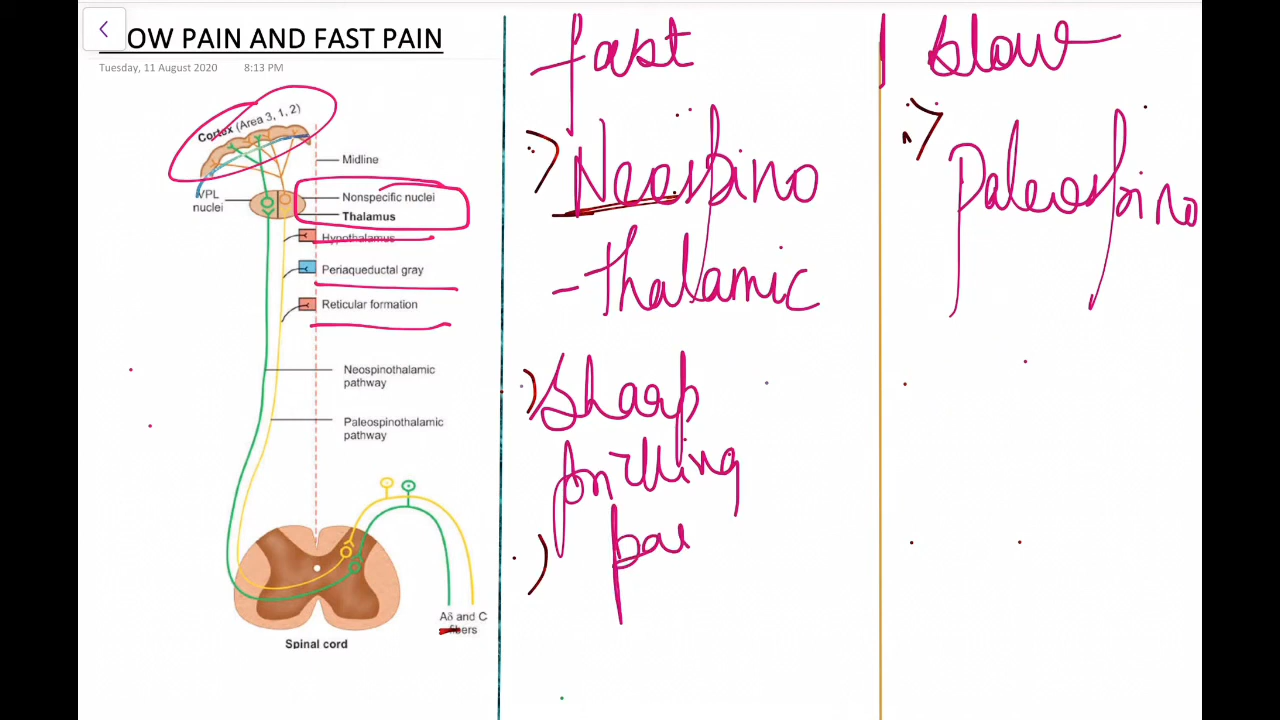 OW PAIN AND FAST PAIN
Tuesday, 11 August 2020 8:13 PM
Cortex (Area 3, 1, 2)
Midline
VPL
nuclei
Nonspecific nuclei
Thalamus
Hypothalamus
Periaqueductal gray
Reticular formation
Neospinothalamic
pathway
Paleospinothalamic
pathway
Aδ and C
fibers
Spinal cord
fast
Neospino
-thalamic
Sharp
pricking
slow
Paleospino